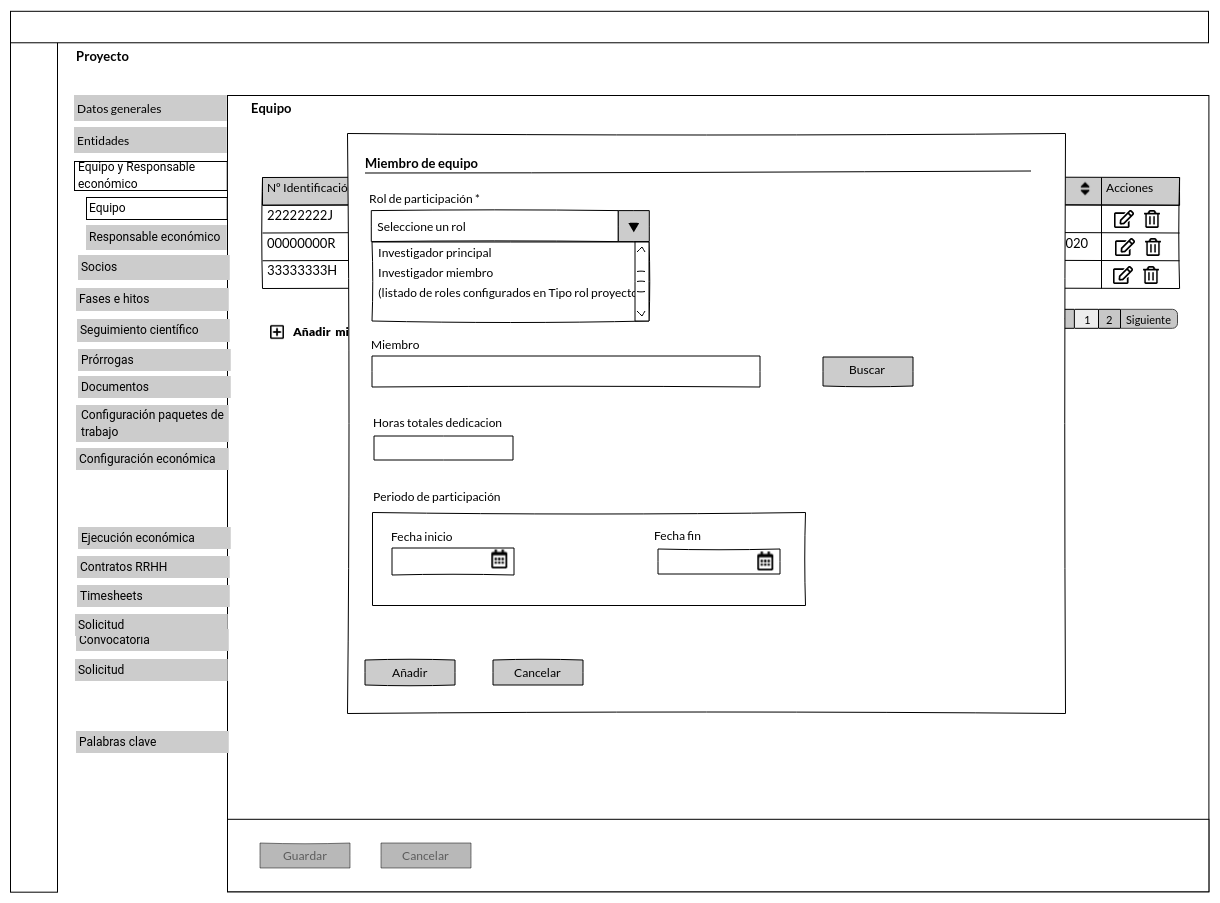 Proyecto
Datos generales
Entidades
Equipo y Responsable
económico
Equipo
Responsable económico
Socios
Fases e hitos
Seguimiento científico
Prórrogas
Documentos
Configuración paquetes de
trabajo
Configuración económica
Ejecución económica
Contratos RRHH
Timesheets
Solicitud
Convocatoria
Solicitud
Palabras clave
Equipo
Nº Identificació
Acciones
22222222J
00000000R
020
33333333H
Añadir mi
1 2 Siguiente
Miembro de equipo
Rol de participación *
Seleccione un rol
Investigador principal
Investigador miembro
(listado de roles configurados en Tipo rol proyecto
Miembro
Buscar
Horas totales dedicacion
Periodo de participación
Fecha inicio
Fecha fin
Añadir
Cancelar
Guardar
Cancelar